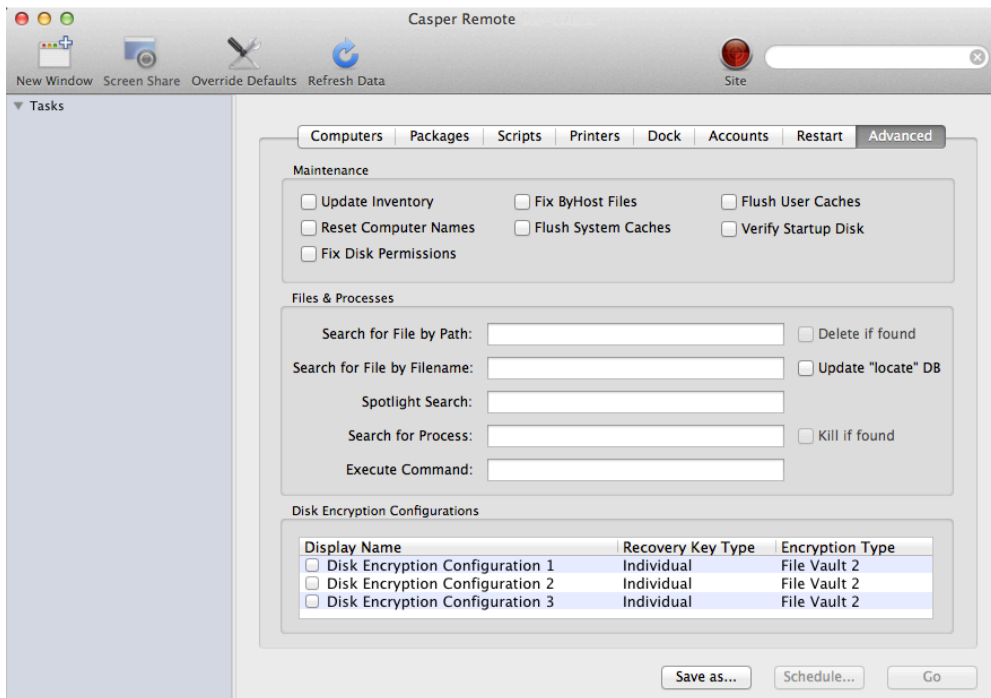 Casper Remote
New Window Screen Share Override Defaults Refresh Data Site
Tasks
Computers Packages Scripts Printers Dock Accounts Restart Advanced
Maintenance
Update Inventory Fix ByHost Files Flush User Caches
Reset Computer Names Flush System Caches Verify Startup Disk
Fix Disk Permissions
Files & Processes
Search for File by Path: Delete if found
Search for File by Filename: Update "locate" DB
Spotlight Search:
Search for Process: Kill if found
Execute Command:
Disk Encryption Configurations
Display Name Recovery Key Type Encryption Type
Disk Encryption Configuration 1 Individual File Vault 2
Disk Encryption Configuration 2 Individual File Vault 2
Disk Encryption Configuration 3 Individual File Vault 2
Save as... Schedule... Go